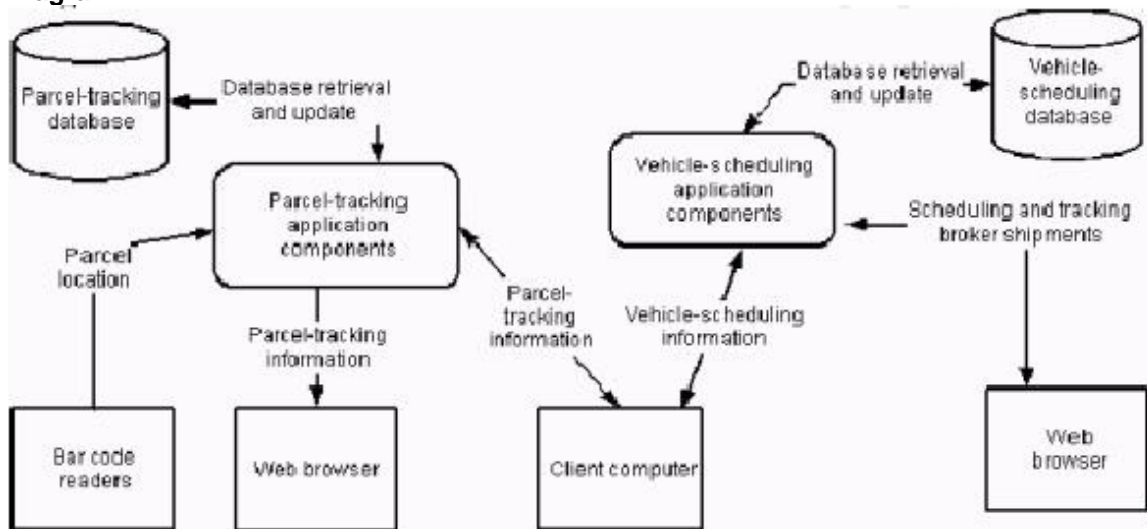 Parcel-tracking
database
Database retrieval
and update
Database retrieval
and update
Vehicle-
scheduling
database
Parcel-tracking
application
components
Vehicle-scheduling
application
components
Scheduling and tracking
broker shipments
Parcel
location
Parcel-tracking
information
Parcel-
tracking
information
Vehicle-scheduling
information
Bar code
readers
Web browser
Client computer
Web
browser